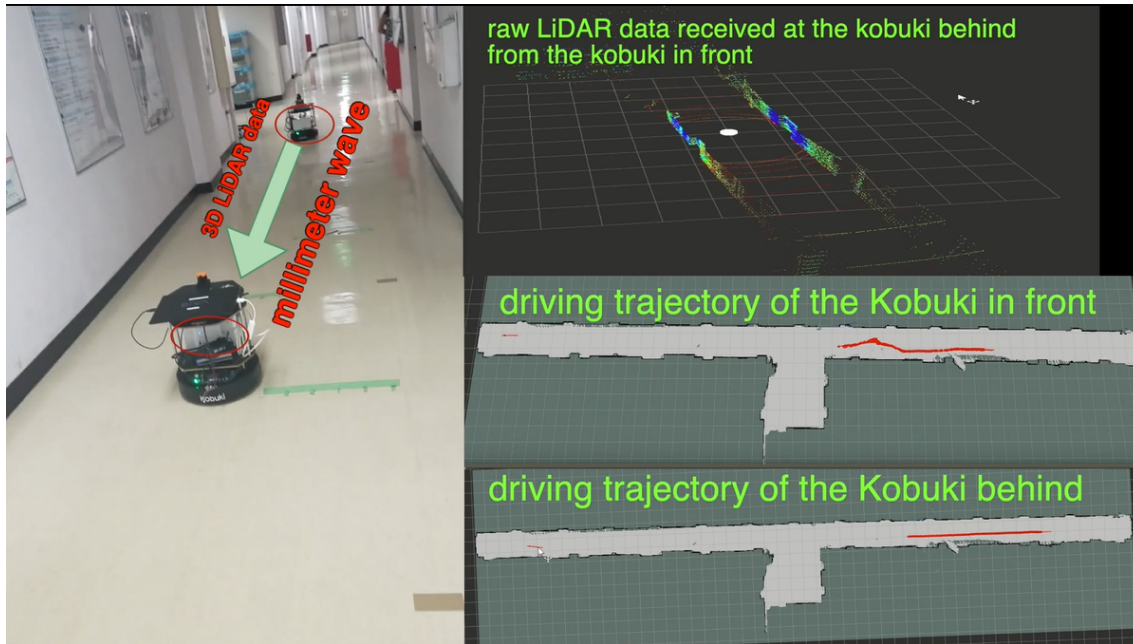 3D LiDAR data
millimeter wave
kobuki
raw LiDAR data received at the kobuki behind
from the kobuki in front
driving trajectory of the Kobuki in front
driving trajectory of the Kobuki behind